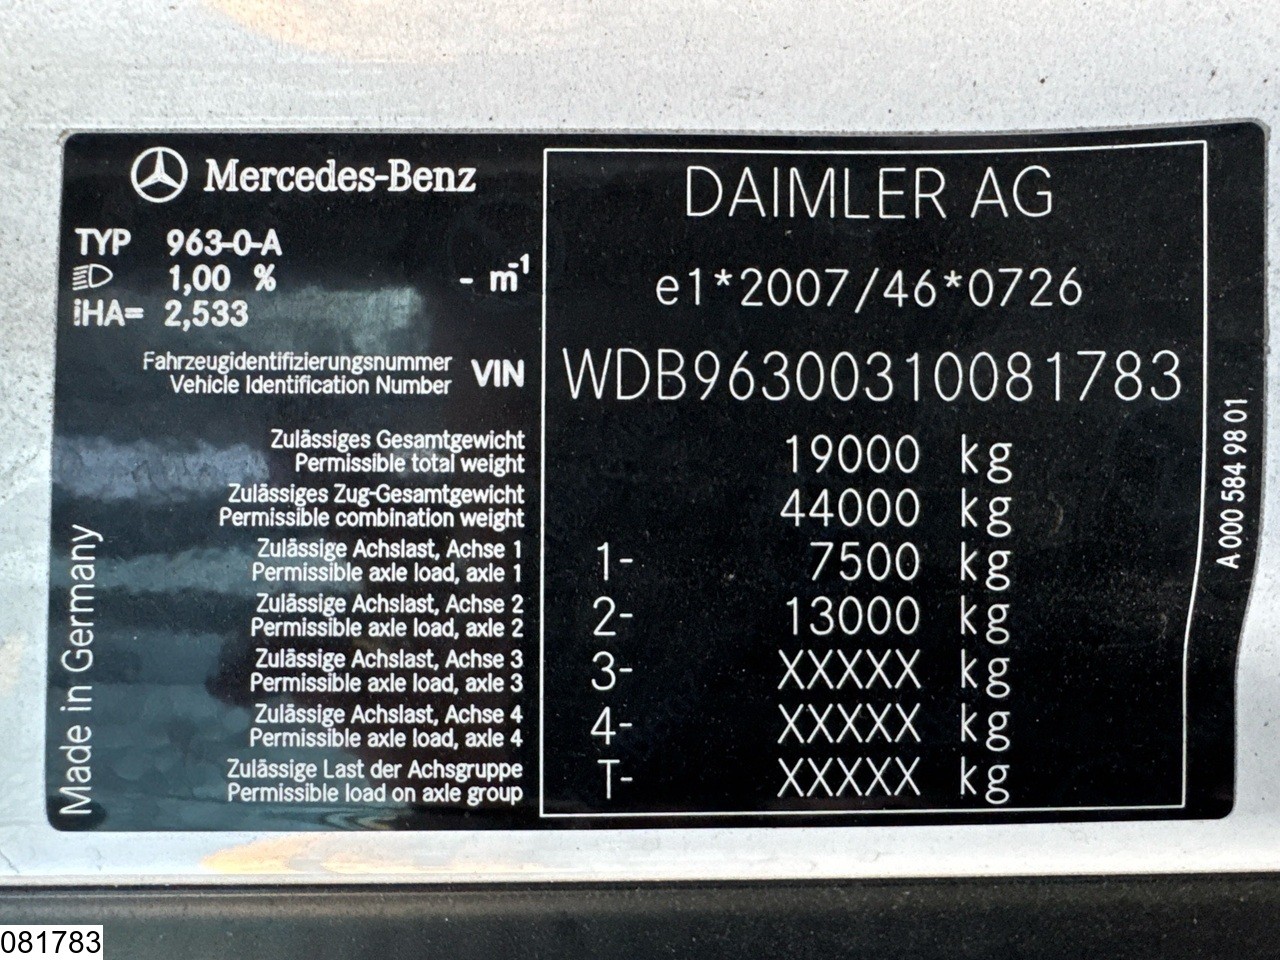 Mercedes-Benz
TYP 963-0-A
1,00 % - m-1
iHA= 2,533
Fahrzeugidentifizierungsnummer
Vehicle Identification Number VIN
Zulässiges Gesamtgewicht
Permissible total weight
Zulässiges Zug-Gesamtgewicht
Permissible combination weight
Zulässige Achslast, Achse 1
Permissible axle load, axle 1
Zulässige Achslast, Achse 2
Permissible axle load, axle 2
Zulässige Achslast, Achse 3
Permissible axle load, axle 3
Zulässige Achslast, Achse 4
Permissible axle load, axle 4
Zulässige Last der Achsgruppe
Permissible load on axle group
Made in Germany
DAIMLER AG
e1*2007/46*0726
WDB96300310081783
19000 kg
44000 kg
1- 7500 kg
2- 13000 kg
3- XXXXX kg
4- XXXXX kg
T- XXXXX kg
A 000 584 98 01
081783